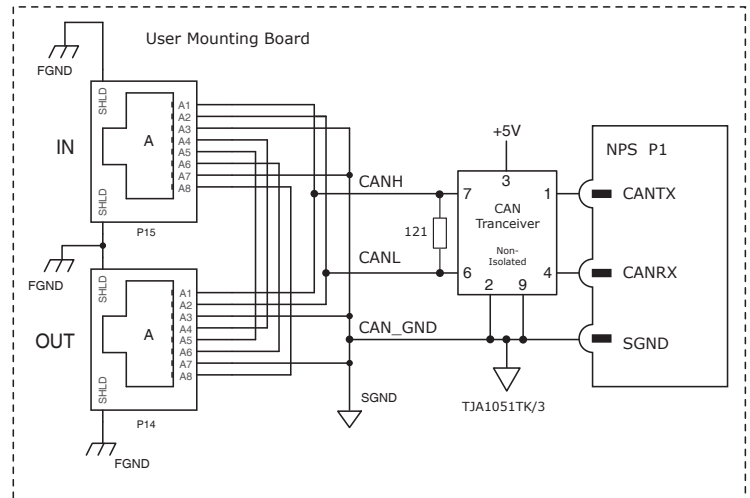 User Mounting Board
FGND
SHLD
IN
A
A1
A2
A3
A4
A5
A6
A7
A8
SHLD
P15
FGND
SHLD
OUT
A
A1
A2
A3
A4
A5
A6
A7
A8
SHLD
P14
FGND
CANH
121
CANL
CAN_GND
SGND
+5V
3
7
CAN
Tranceiver
Non-
Isolated
1
6
4
2
9
TJA1051TK/3
NPS P1
CANTX
CANRX
SGND